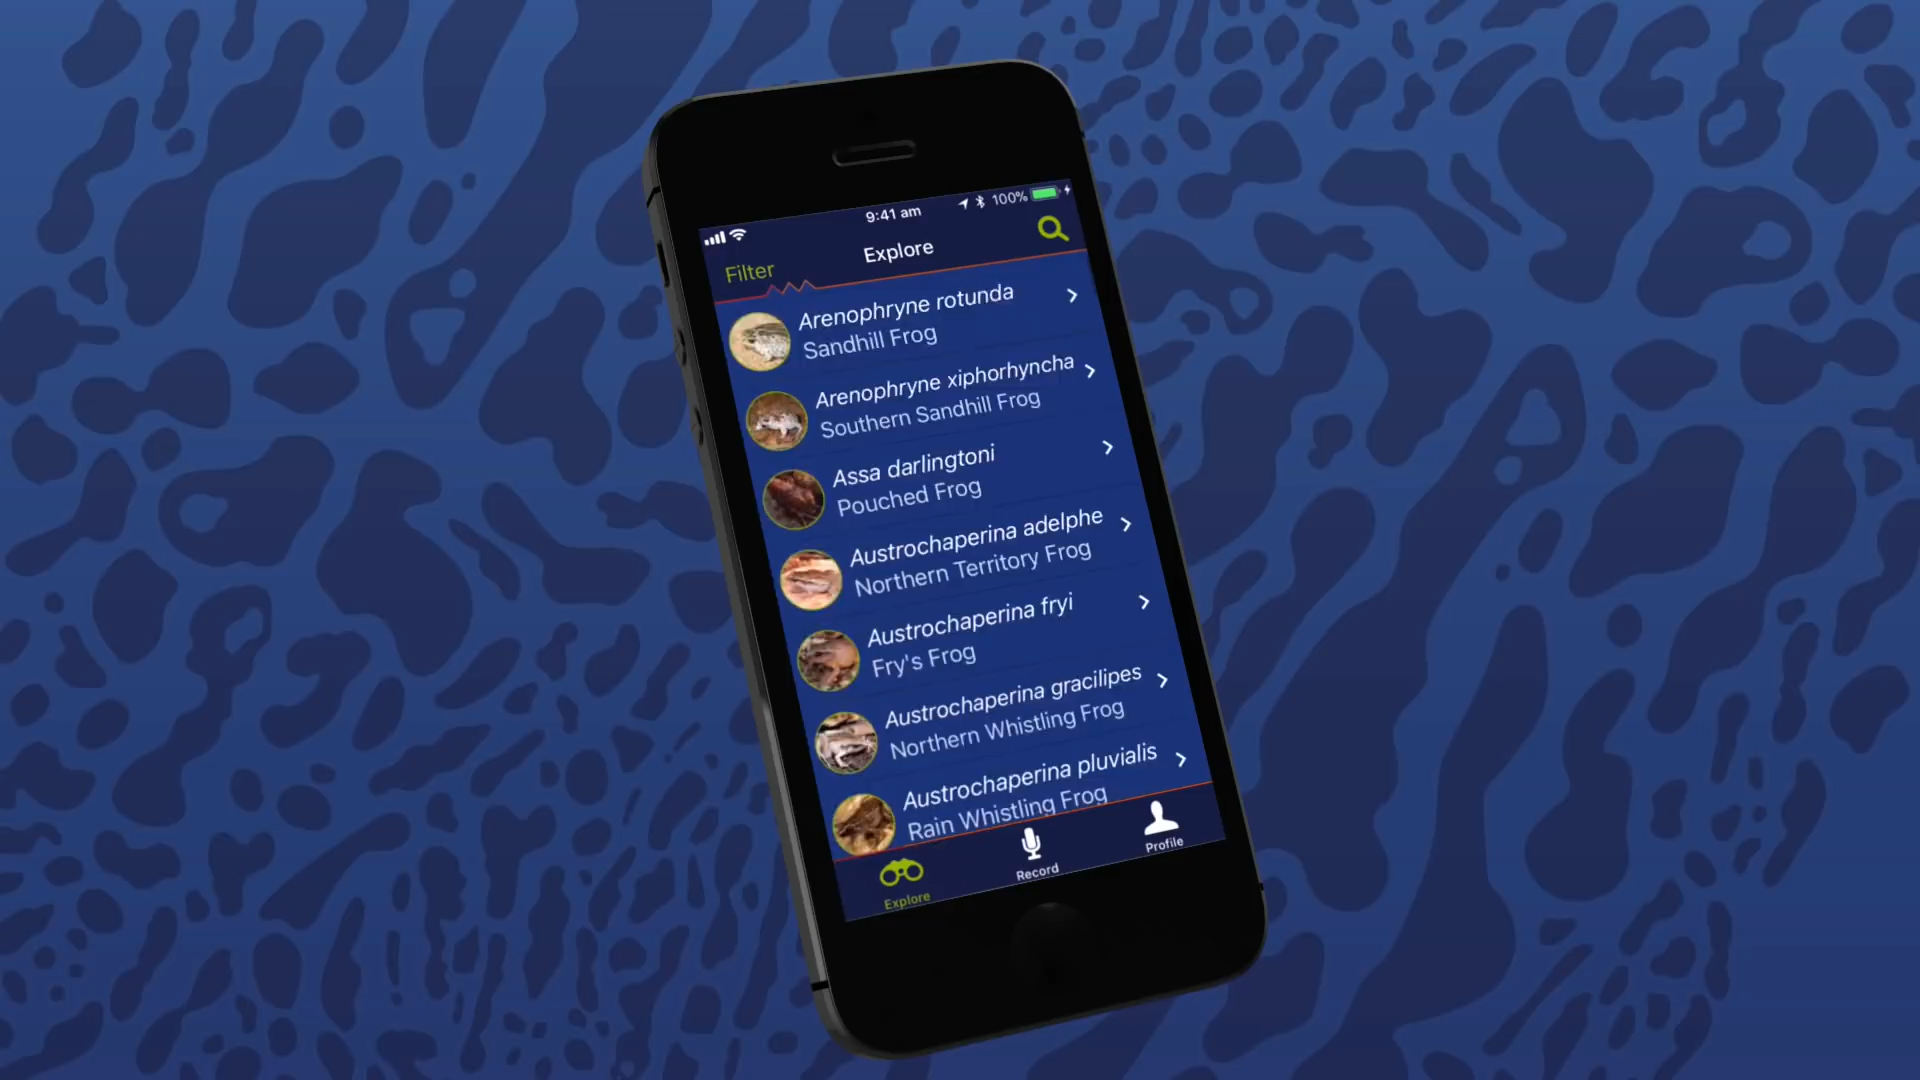 9:41 am
100%
Filter
Explore
Arenophryne rotunda
Sandhill Frog
Arenophryne xiphorhyncha
Southern Sandhill Frog
Assa darlingtoni
Pouched Frog
Austrochaperina adelphe
Northern Territory Frog
Austrochaperina fryi
Fry's Frog
Austrochaperina gracilipes
Northern Whistling Frog
Austrochaperina pluvialis
Rain Whistling Frog
Explore
Record
Profile